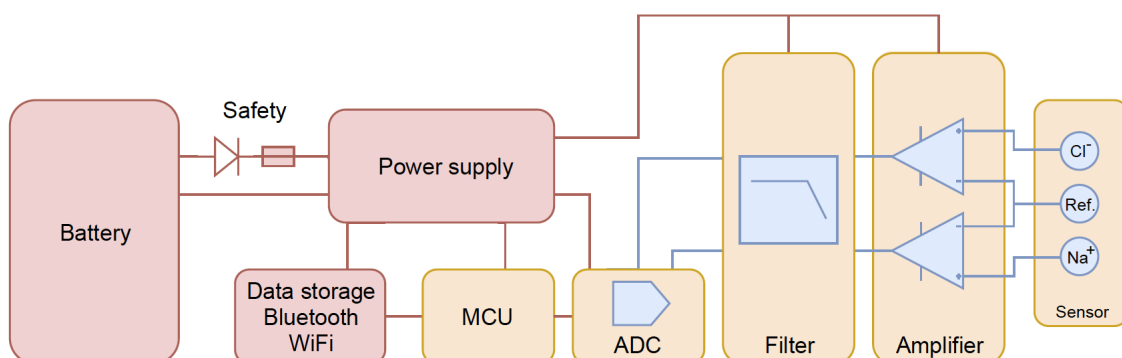 Safety
Battery
Power supply
Data storage
Bluetooth
WiFi
MCU
ADC
Filter
Amplifier
Cl⁻
Ref.
Na⁺
Sensor